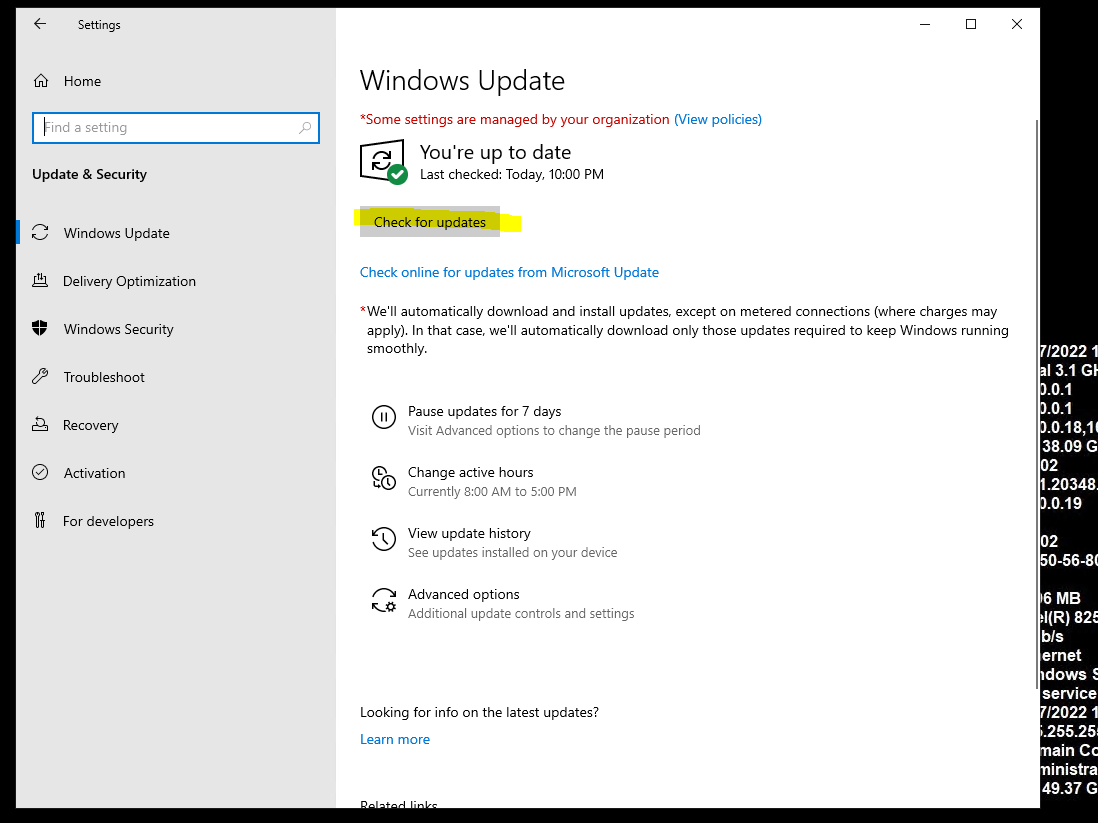 Settings
Home
Find a setting
Update & Security
Windows Update
Delivery Optimization
Windows Security
Troubleshoot
Recovery
Activation
For developers
Windows Update
*Some settings are managed by your organization (View policies)
You're up to date
Last checked: Today, 10:00 PM
Check for updates
Check online for updates from Microsoft Update
*We'll automatically download and install updates, except on metered connections (where charges may
apply). In that case, we'll automatically download only those updates required to keep Windows running
smoothly.
Pause updates for 7 days
Visit Advanced options to change the pause period
Change active hours
Currently 8:00 AM to 5:00 PM
View update history
See updates installed on your device
Advanced options
Additional update controls and settings
Looking for info on the latest updates?
Learn more
Related links
7/2022 1
al 3.1 GH
0.0.1
0.0.1
0.0.18,10
38.09 G
02
1.20348.
0.0.19
02
50-56-80
96 MB
el(R) 825
b/s
ernet
ndows S
service
7/2022 1
5.255.255
main Co
ministra
49.37 G